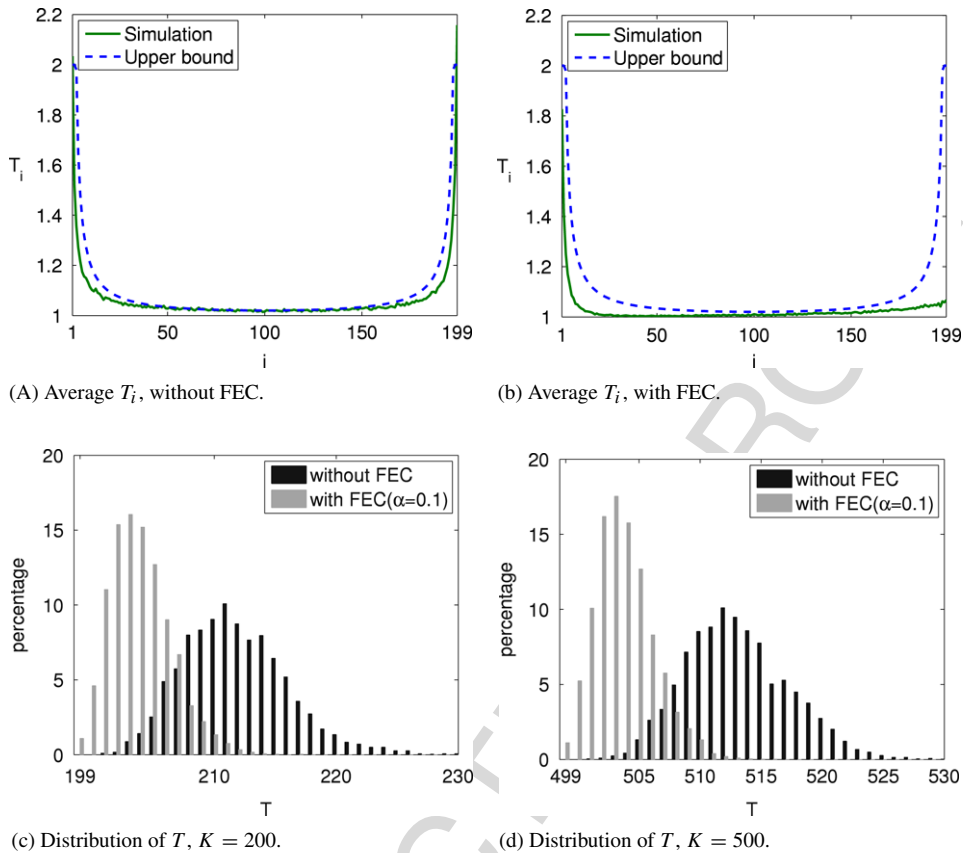 2.2
2
1.8
1.6
1.4
1.2
1
T_i
Simulation
Upper bound
1 50 100 150 199
i
(A) Average T_i, without FEC.
2.2
2
1.8
1.6
1.4
1.2
1
T_i
Simulation
Upper bound
1 50 100 150 199
i
(b) Average T_i, with FEC.
20
15
10
5
0
percentage
without FEC
with FEC(α=0.1)
199 210 220 230
T
(c) Distribution of T, K = 200.
20
15
10
5
0
percentage
without FEC
with FEC(α=0.1)
499 505 510 515 520 525 530
T
(d) Distribution of T, K = 500.